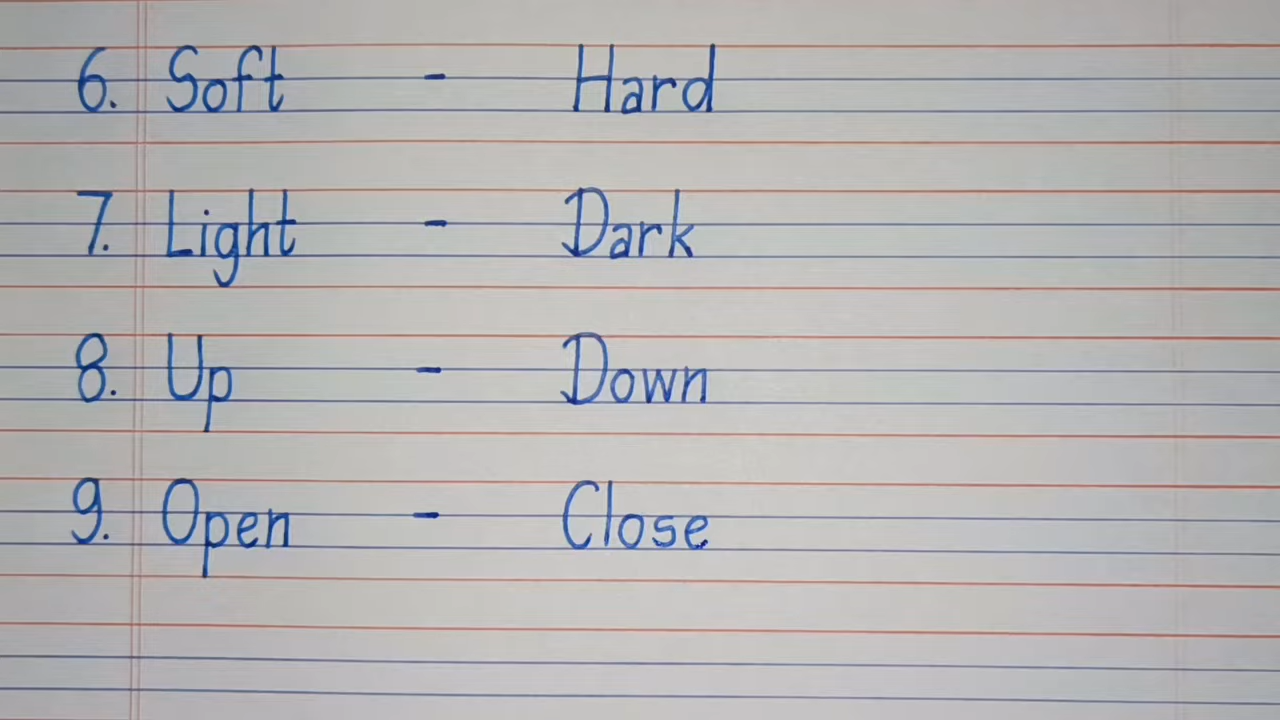 6. Soft - Hard
7. Light - Dark
8. Up - Down
9. Open - Close